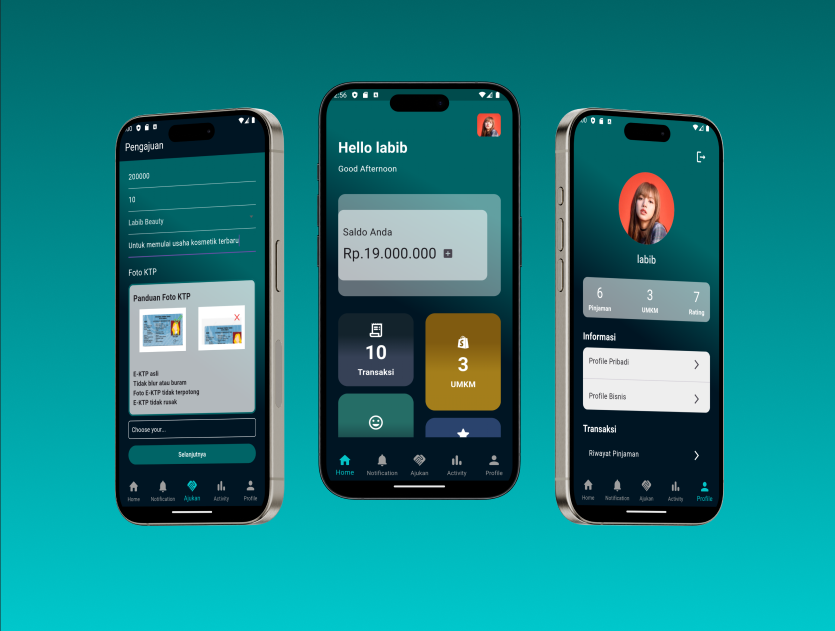 Pengajuan
200000
10
Labib Beauty
Untuk memulai usaha kosmetik terbaru
Foto KTP
Panduan Foto KTP
X
E-KTP asli
Tidak blur atau buram
Foto E-KTP tidak terpotong
E-KTP tidak rusak
Choose your...
Selanjutnya
Home
Notification
Ajukan
Activity
Profile
:56
Hello labib
Good Afternoon
Saldo Anda
Rp.19.000.000
10
Transaksi
3
UMKM
Home
Notification
Ajukan
Activity
Profile
labib
6 3 7
Pinjaman UMKM Rating
Informasi
Profile Pribadi
Profile Bisnis
Transaksi
Riwayat Pinjaman
Home
Notification
Ajukan
Activity
Profile